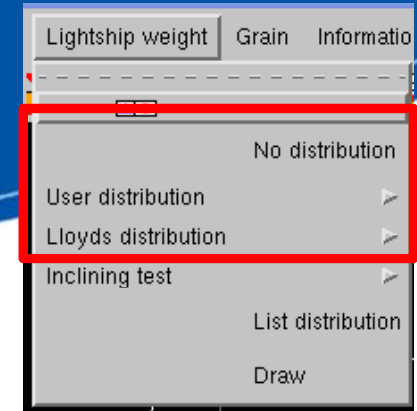 Lightship weight Grain Informatio
No distribution
User distribution
Lloyds distribution
Inclining test
List distribution
Draw